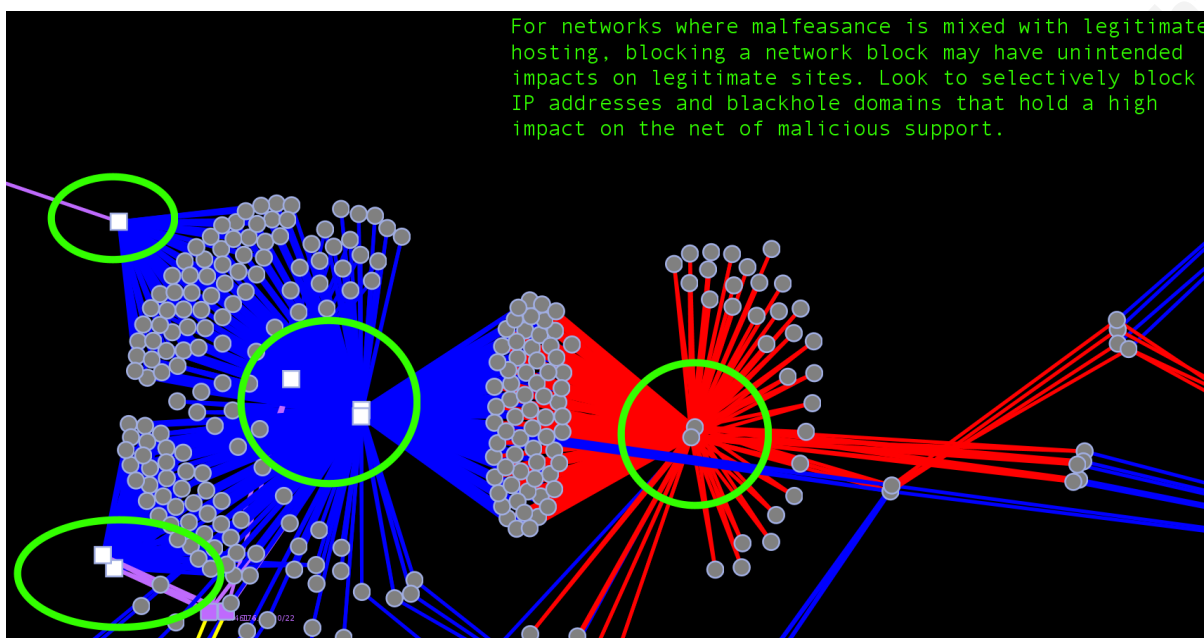 For networks where malfeasance is mixed with legitimate
hosting, blocking a network block may have unintended
impacts on legitimate sites. Look to selectively block
IP addresses and blackhole domains that hold a high
impact on the net of malicious support.